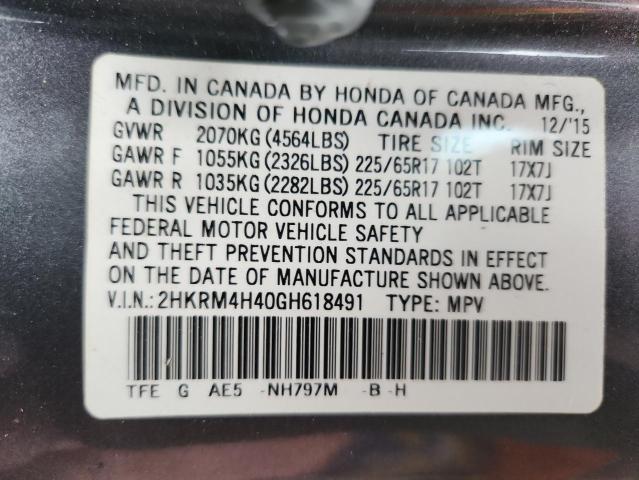 MFD. IN CANADA BY HONDA OF CANADA MFG.,
A DIVISION OF HONDA CANADA INC. 12/'15
GVWR 2070KG(4564LBS) TIRE SIZE RIM SIZE
GAWR F 1055KG(2326LBS) 225/65R17 102T 17X7J
GAWR R 1035KG(2282LBS) 225/65R17 102T 17X7J
THIS VEHICLE CONFORMS TO ALL APPLICABLE
FEDERAL MOTOR VEHICLE SAFETY
AND THEFT PREVENTION STANDARDS IN EFFECT
ON THE DATE OF MANUFACTURE SHOWN ABOVE.
V.I.N.: 2HKRM4H40GH618491 TYPE: MPV
TFE G AE5 -NH797M -B -H